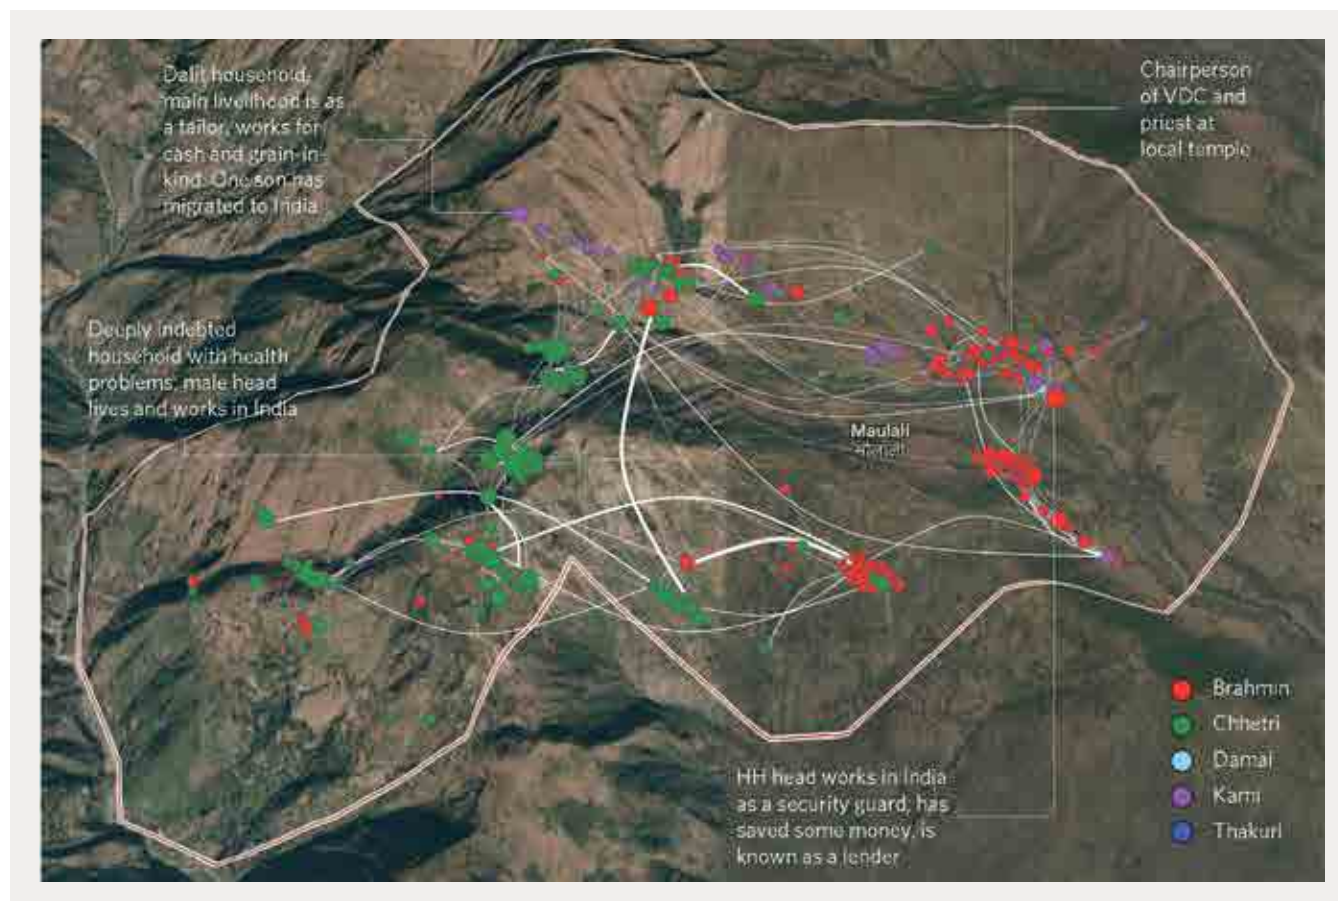 Dalit household;
main livelihood is as
a tailor, works for
cash and grain-in-
kind. One son has
migrated to India
Chairperson
of VDC and
priest at
local temple
Deeply indebted
household with health
problems; male head
lives and works in India
Maulali
HH head works in India
as a security guard, has
saved some money, is
known as a lender
Brahmin
Chhetri
Damai
Kami
Thakuri